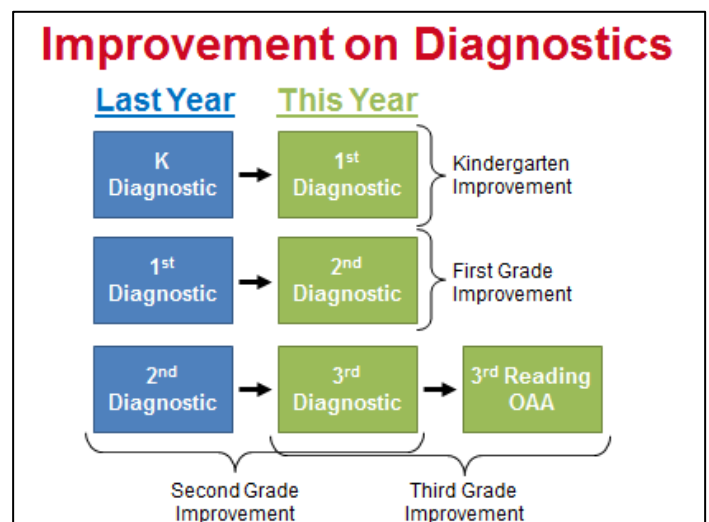 Improvement on Diagnostics
Last Year This Year
K
Diagnostic
1st
Diagnostic
Kindergarten
Improvement
1st
Diagnostic
2nd
Diagnostic
First Grade
Improvement
2nd
Diagnostic
3rd
Diagnostic
3rd Reading
OAA
Second Grade
Improvement
Third Grade
Improvement